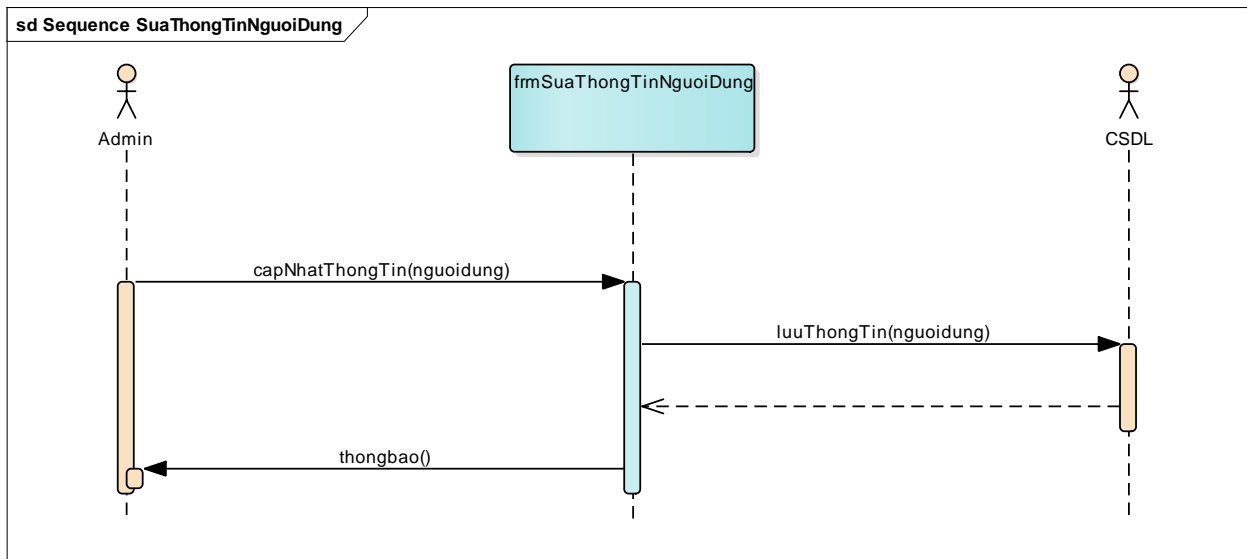 sd Sequence SuaThongTinNguoiDung
Admin
frmSuaThongTinNguoiDung
CSDL
capNhatThongTin(nguoidung)
luuThongTin(nguoidung)
thongbao()